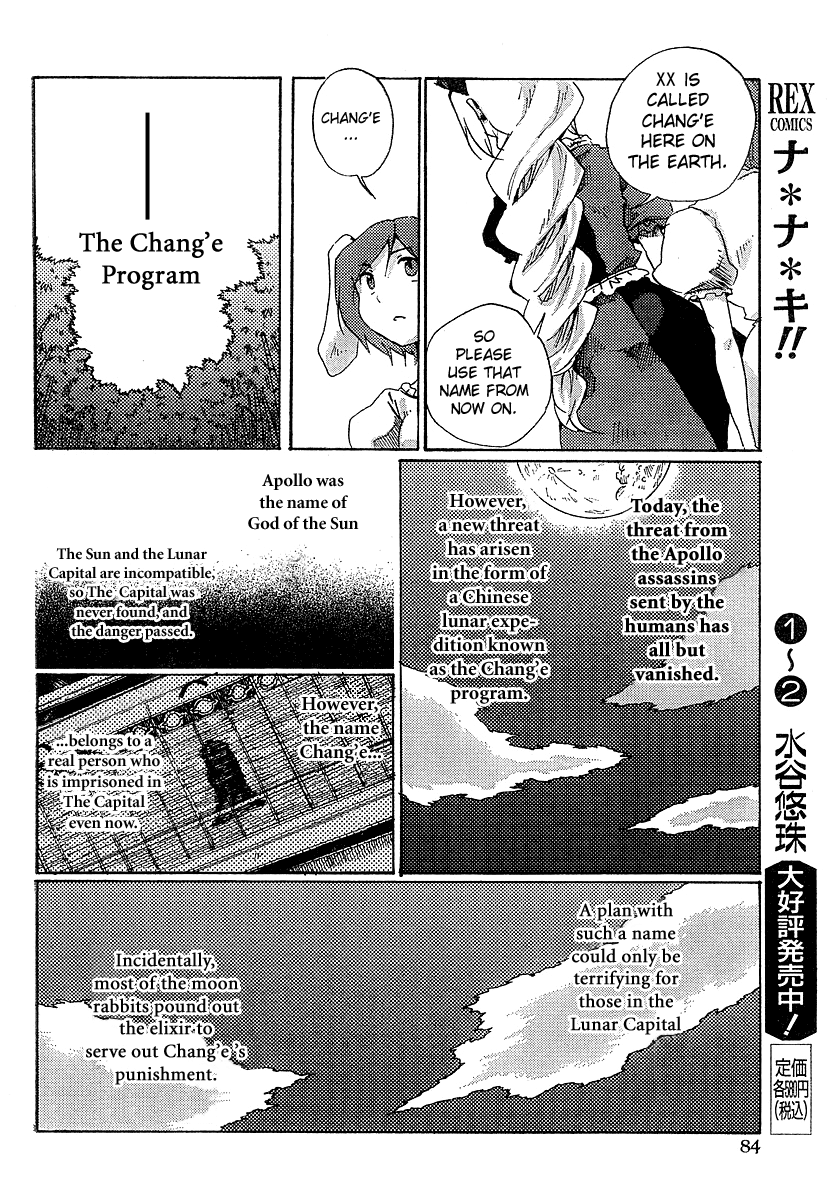 XX IS
CALLED
CHANG'E
HERE ON
THE EARTH.
SO
PLEASE
USE THAT
NAME FROM
NOW ON.
CHANG'E
...
The Chang'e
Program
Today, the
threat from
the Apollo
assassins
sent by the
humans has
all but
vanished.
However,
a new threat
has arisen
in the form of
a Chinese
lunar expe-
dition known
as the Chang'e
program.
Apollo was
the name of
God of the Sun
The Sun and the Lunar
Capital are incompatible,
so The Capital was
never found, and
the danger passed.
However,
the name
Chang'e...
...belongs to a
real person who
is imprisoned in
The Capital
even now.
A plan with
such a name
could only be
terrifying for
those in the
Lunar Capital
Incidentally,
most of the moon
rabbits pound out
the elixir to
serve out Chang'e's
punishment.
REX
COMICS
ナ*ナ*キ!!
❶~❷
水谷悠珠
大好評発売中!
定価
各580円
(税込)
84